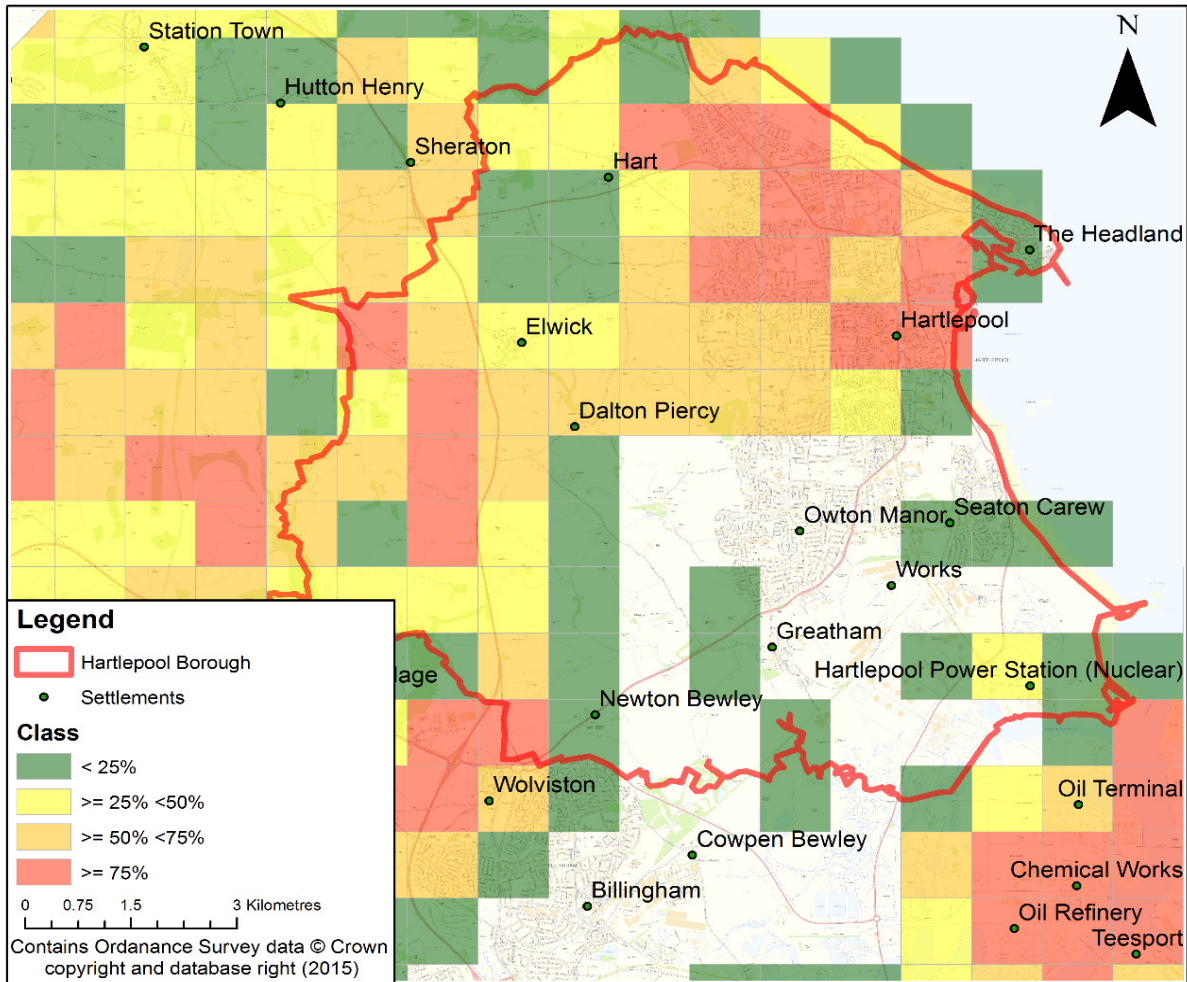 N
Station Town
Hutton Henry
Sheraton
Hart
The Headland
Hartlepool
Elwick
Dalton Piercy
Owton Manor
Seaton Carew
Works
Greatham
Hartlepool Power Station (Nuclear)
lage
Newton Bewley
Wolviston
Oil Terminal
Cowpen Bewley
Chemical Works
Billingham
Oil Refinery
Teesport
Legend
Hartlepool Borough
Settlements
Class
< 25%
>= 25% <50%
>= 50% <75%
>= 75%
0 0.75 1.5 3 Kilometres
Contains Ordanance Survey data © Crown
copyright and database right (2015)